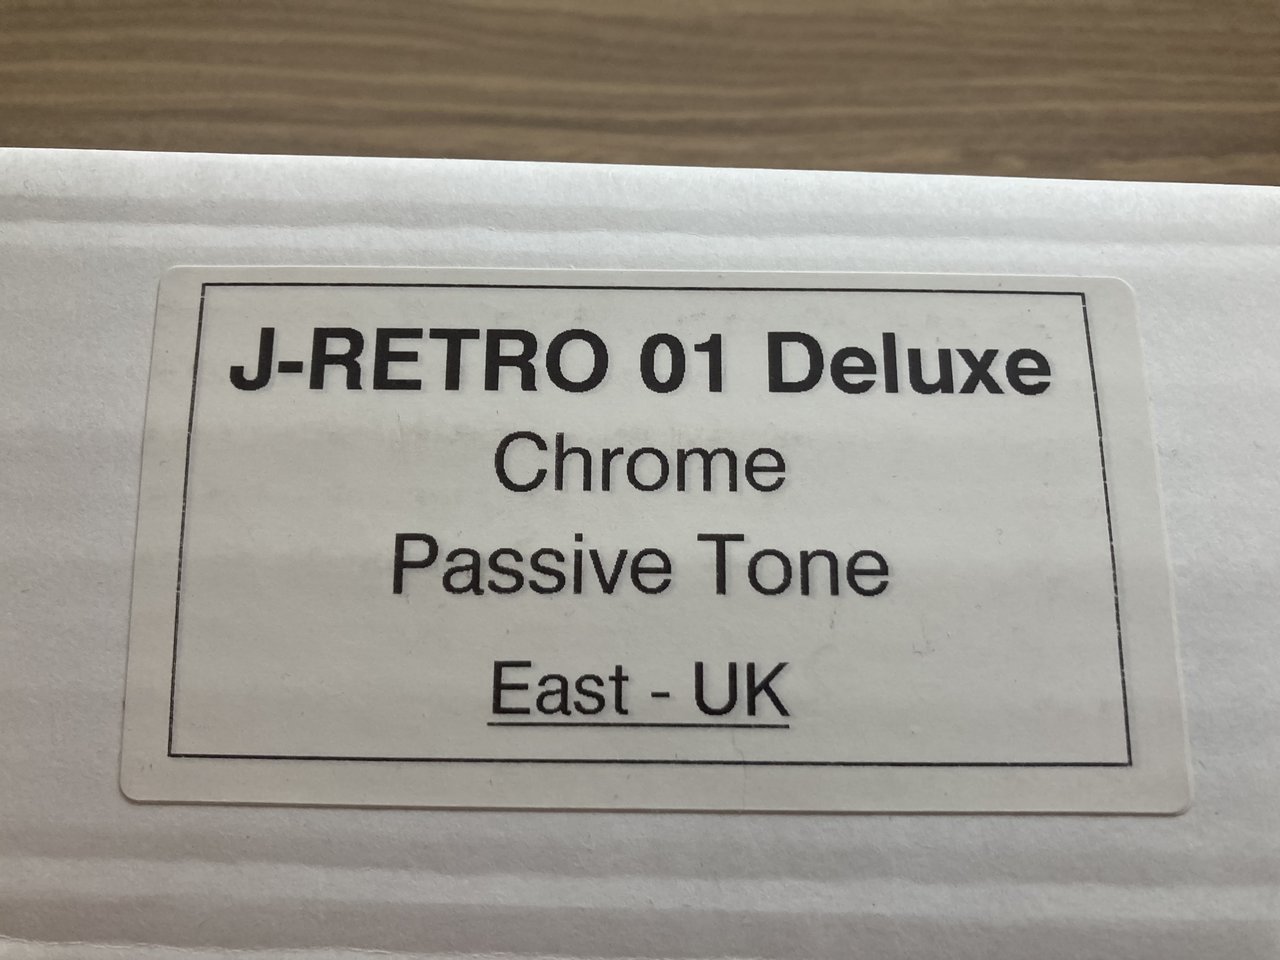 J-RETRO 01 Deluxe
Chrome
Passive Tone
East - UK